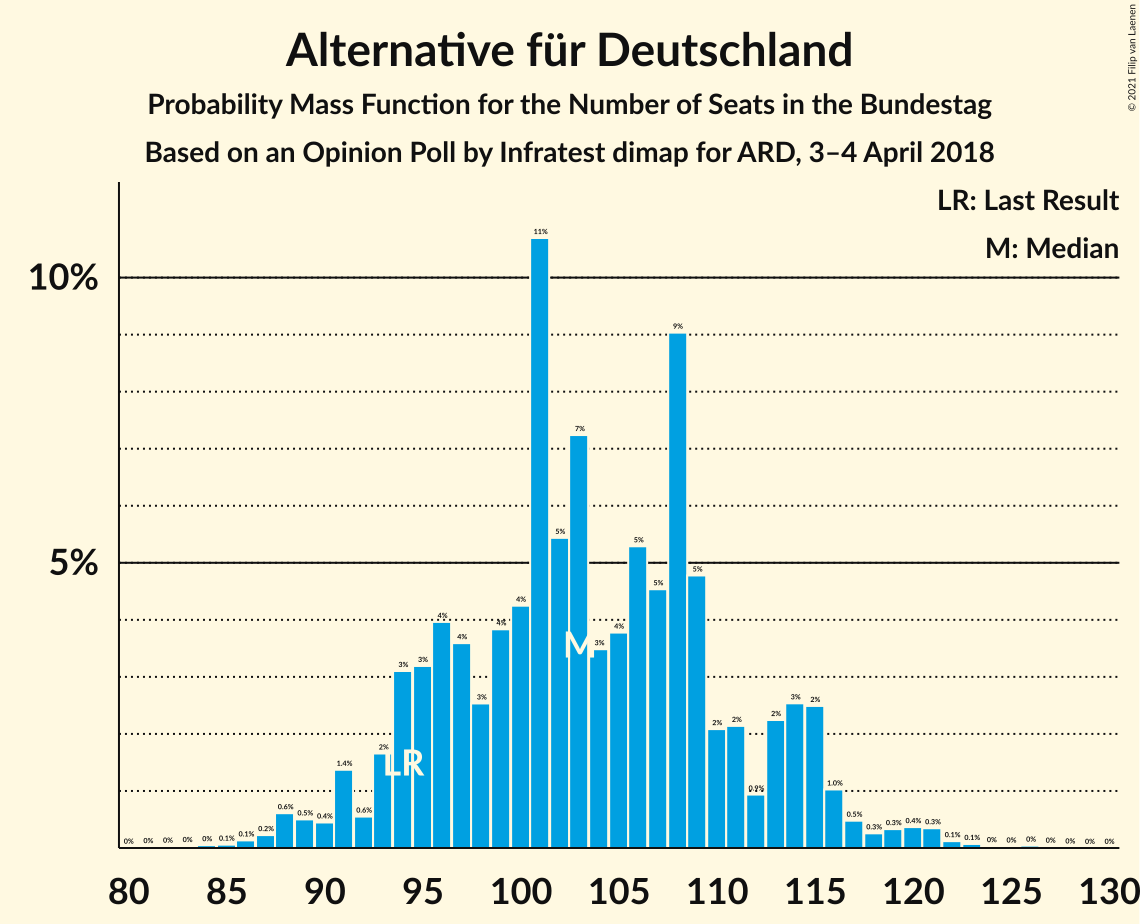 Alternative für Deutschland
Probability Mass Function for the Number of Seats in the Bundestag
Based on an Opinion Poll by Infratest dimap for ARD, 3–4 April 2018
© 2021 Filip van Laenen
LR: Last Result
M: Median
10%
5%
0% 0% 0% 0% 0% 0.1% 0.1% 0.2% 0.6% 0.5% 0.4% 1.4% 0.6% 2% 3% 3% 4% 4% 3% 4% 4% 11% 5% 7% 3% 4% 5% 5% 9% 5% 2% 2% 0.9% 2% 3% 2% 1.0% 0.5% 0.3% 0.3% 0.4% 0.3% 0.1% 0.1% 0% 0% 0% 0% 0% 0% 0%
LR
M
80 85 90 95 100 105 110 115 120 125 130